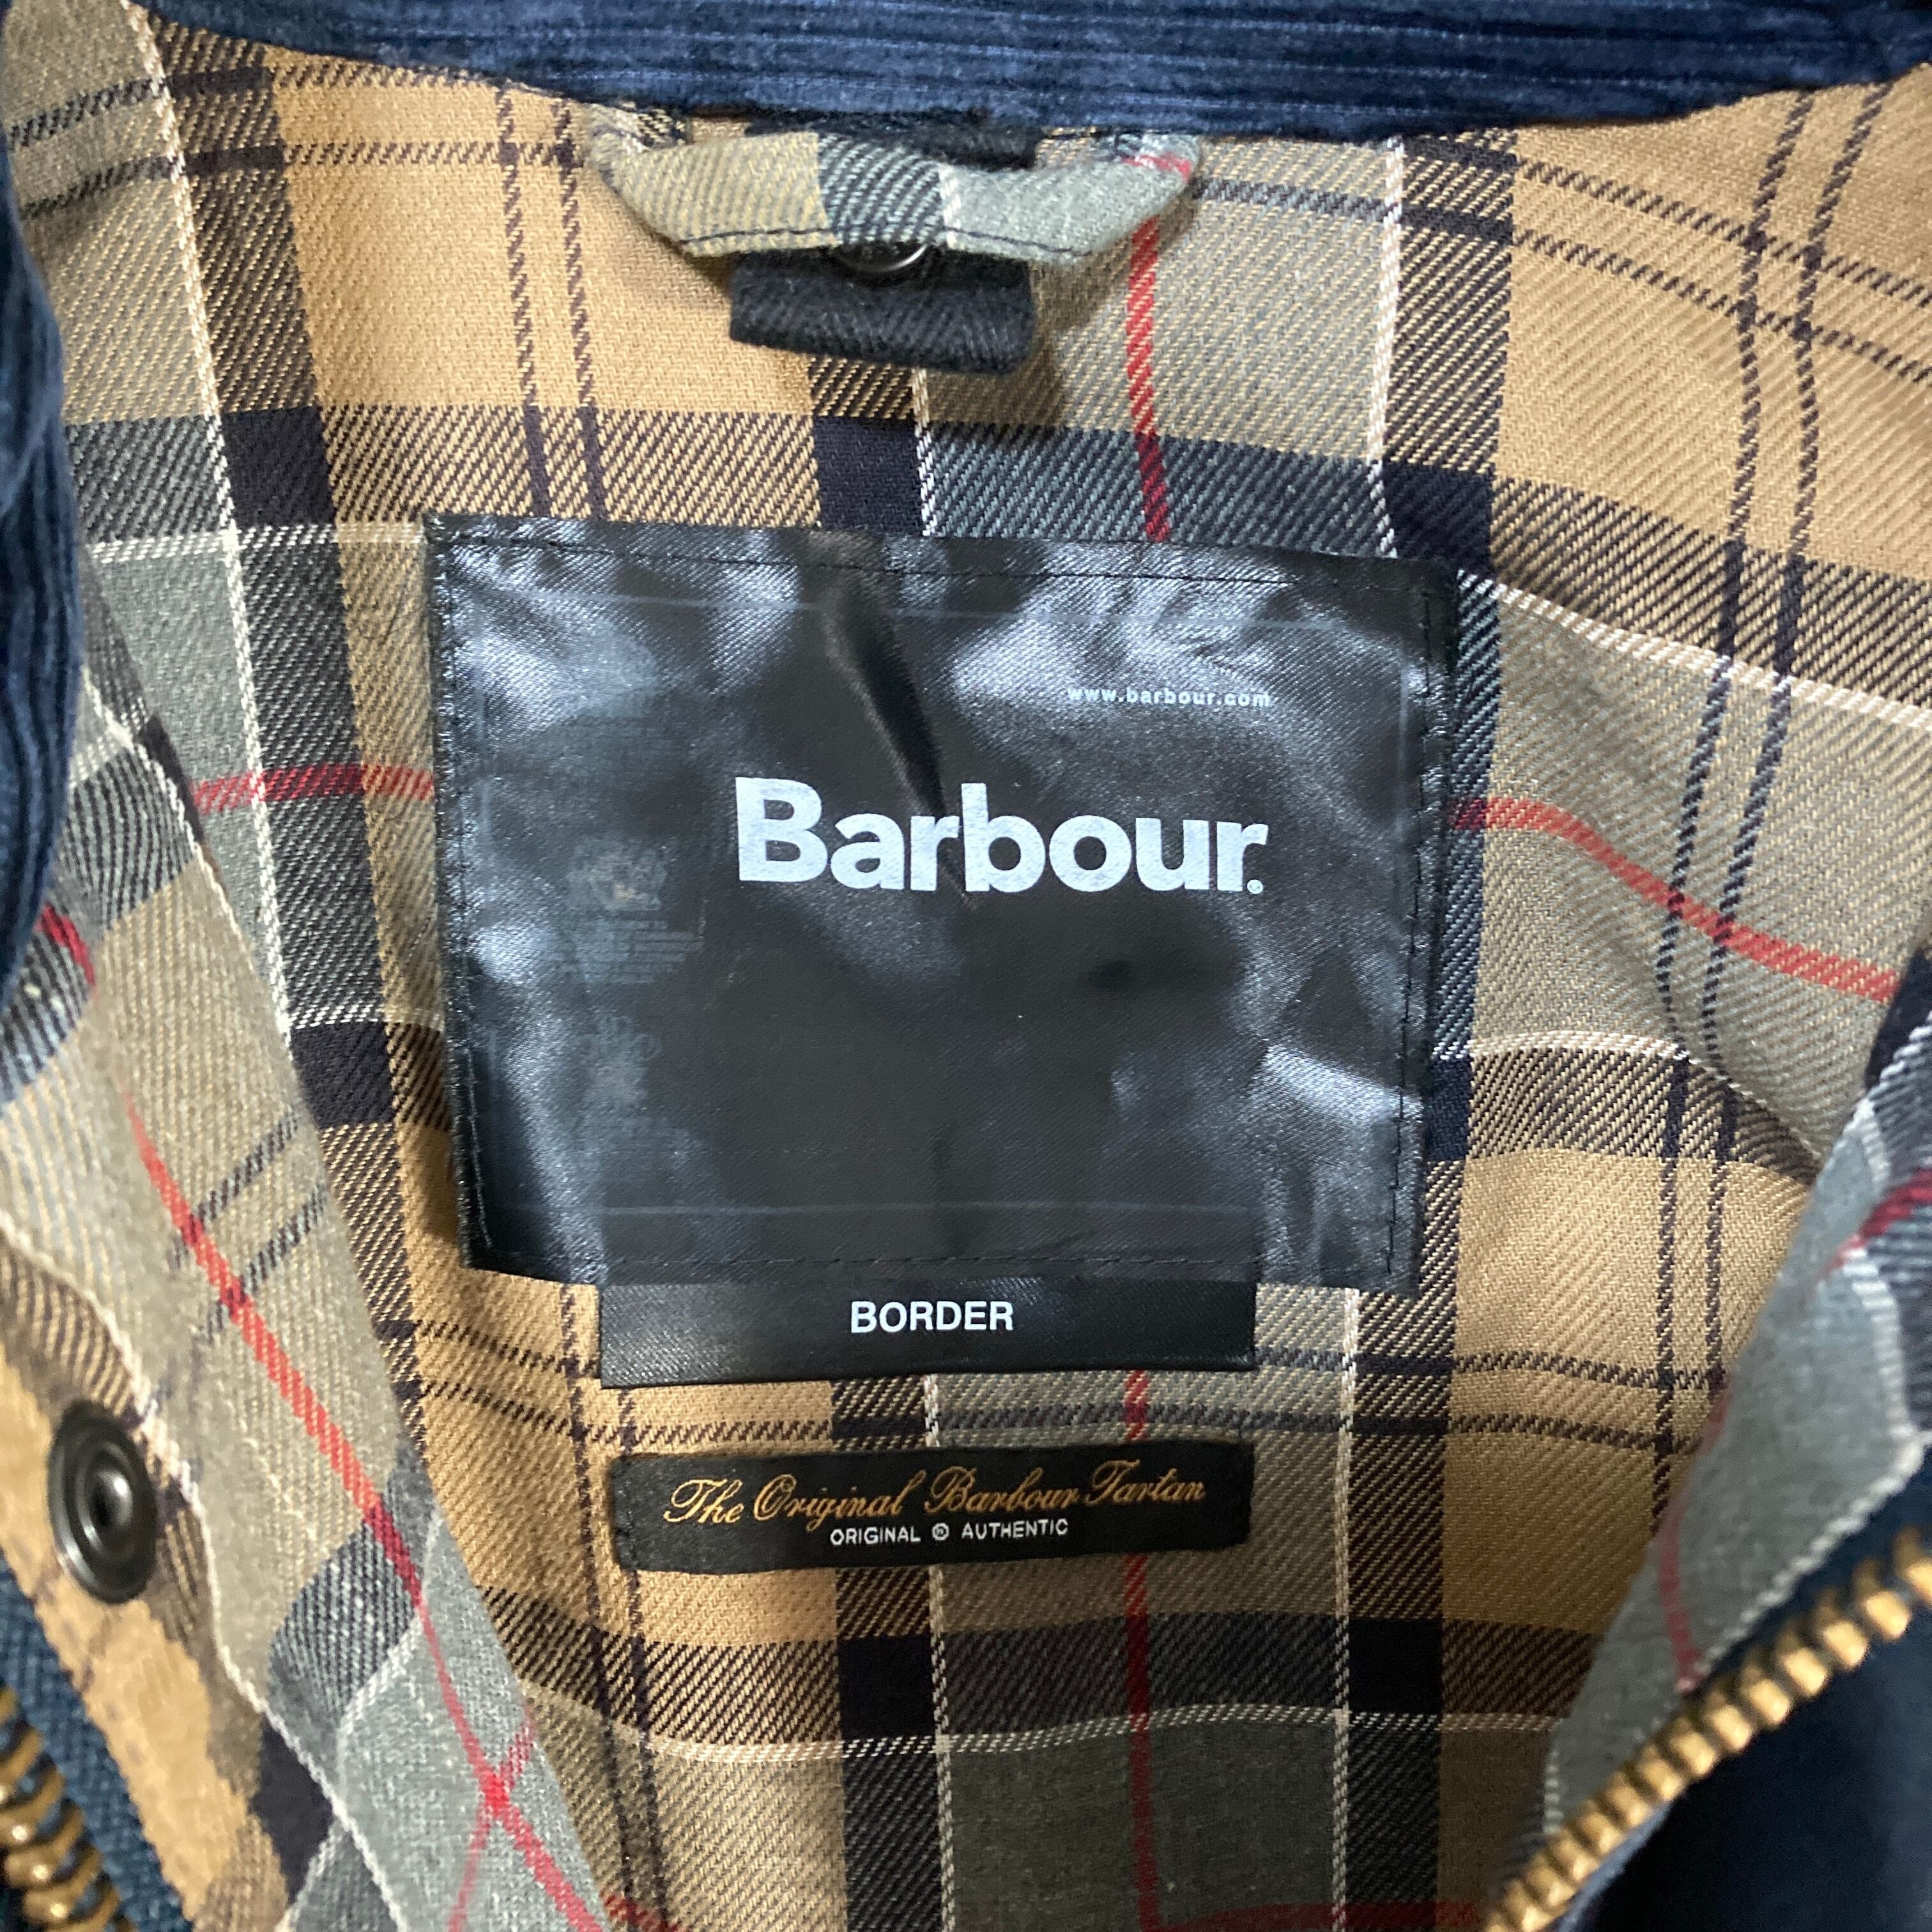 www.barbour.com
Barbour®
BORDER
The Original Barbour Tartan
ORIGINAL ® AUTHENTIC